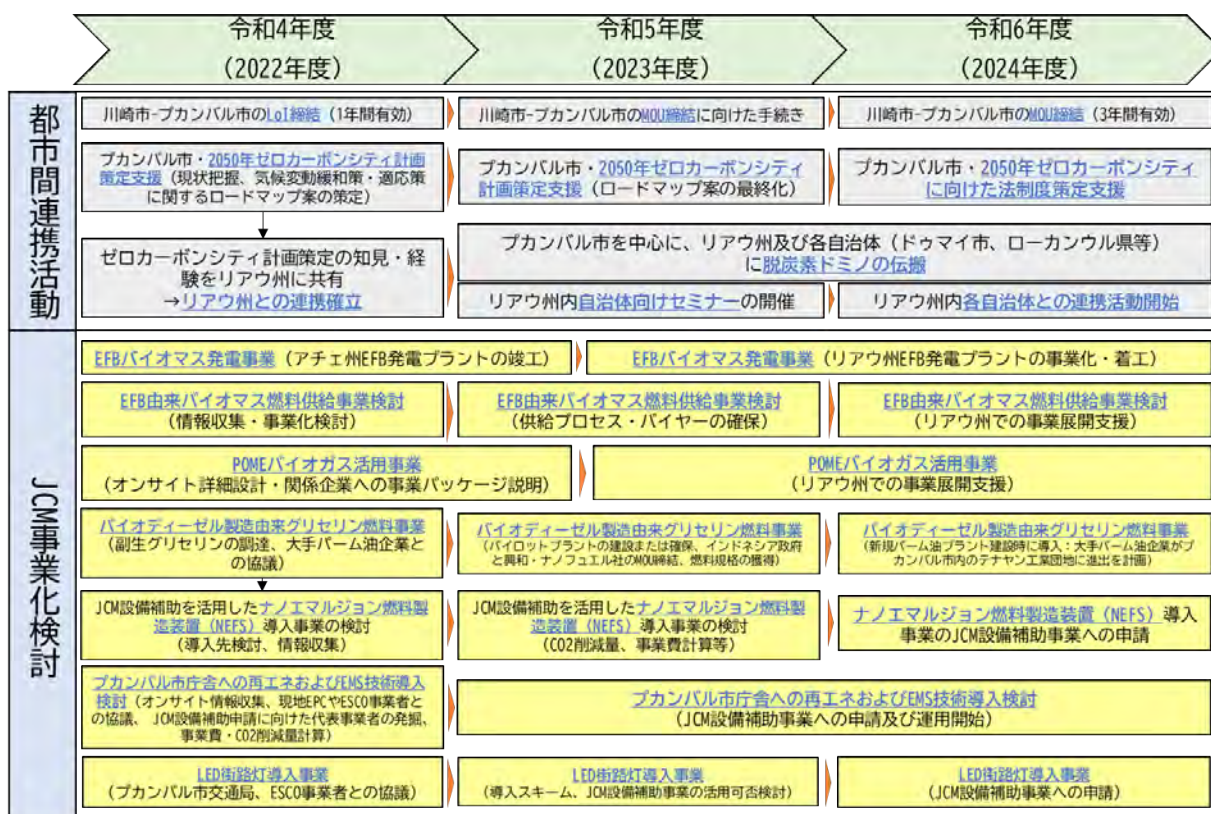 令和4年度
(2022年度)
令和5年度
(2023年度)
令和6年度
(2024年度)
都市間連携活動
川崎市-プカンバル市のLoI締結(1年間有効)
川崎市-プカンバル市のMOU締結に向けた手続き
川崎市-プカンバル市のMOU締結(3年間有効)
プカンバル市・2050年ゼロカーボンシティ計画
策定支援(現状把握、気候変動緩和策・適応策
に関するロードマップ案の策定)
プカンバル市・2050年ゼロカーボンシティ
計画策定支援(ロードマップ案の最終化)
プカンバル市・2050年ゼロカーボンシティ
に向けた法制度策定支援
ゼロカーボンシティ計画策定の知見・経
験をリアウ州に共有
→リアウ州との連携確立
プカンバル市を中心に、リアウ州及び各自治体(ドゥマイ市、ローカンウル県等)
に脱炭素ドミノの伝搬
リアウ州内自治体向けセミナーの開催
リアウ州内各自治体との連携活動開始
JCM事業化検討
EFBバイオマス発電事業(アチェ州EFB発電プラントの竣工)
EFBバイオマス発電事業(リアウ州EFB発電プラントの事業化・着工)
EFB由来バイオマス燃料供給事業検討
(情報収集・事業化検討)
EFB由来バイオマス燃料供給事業検討
(供給プロセス・バイヤーの確保)
EFB由来バイオマス燃料供給事業検討
(リアウ州での事業展開支援)
POMEバイオガス活用事業
(オンサイト詳細設計・関係企業への事業パッケージ説明)
POMEバイオガス活用事業
(リアウ州での事業展開支援)
バイオディーゼル製造由来グリセリン燃料事業
(副生グリセリンの調達、大手パーム油企業と
の協議)
バイオディーゼル製造由来グリセリン燃料事業
(パイロットプラントの建設または確保、インドネシア政府
と興和・ナノフュエル社のMOU締結、燃料規格の獲得)
バイオディーゼル製造由来グリセリン燃料事業
(新規パーム油プラント建設時に導入:大手パーム油企業がプ
カンバル市内のテナヤン工業団地に進出を計画)
JCM設備補助を活用したナノエマルジョン燃料製
造装置(NEFS)導入事業の検討
(導入先検討、情報収集)
JCM設備補助を活用したナノエマルジョン燃料製
造装置(NEFS)導入事業の検討
(CO2削減量、事業費計算等)
ナノエマルジョン燃料製造装置(NEFS)導入
事業のJCM設備補助事業への申請
プカンバル市庁舎への再エネおよびEMS技術導入
検討(オンサイト情報収集、現地EPCやESCO事業者と
の協議、JCM設備補助申請に向けた代表事業者の発掘、
事業費・CO2削減量計算)
プカンバル市庁舎への再エネおよびEMS技術導入検討
(JCM設備補助事業への申請及び運用開始)
LED街路灯導入事業
(プカンバル市交通局、ESCO事業者との協議)
LED街路灯導入事業
(導入スキーム、JCM設備補助事業の活用可否検討)
LED街路灯導入事業
(JCM設備補助事業への申請)